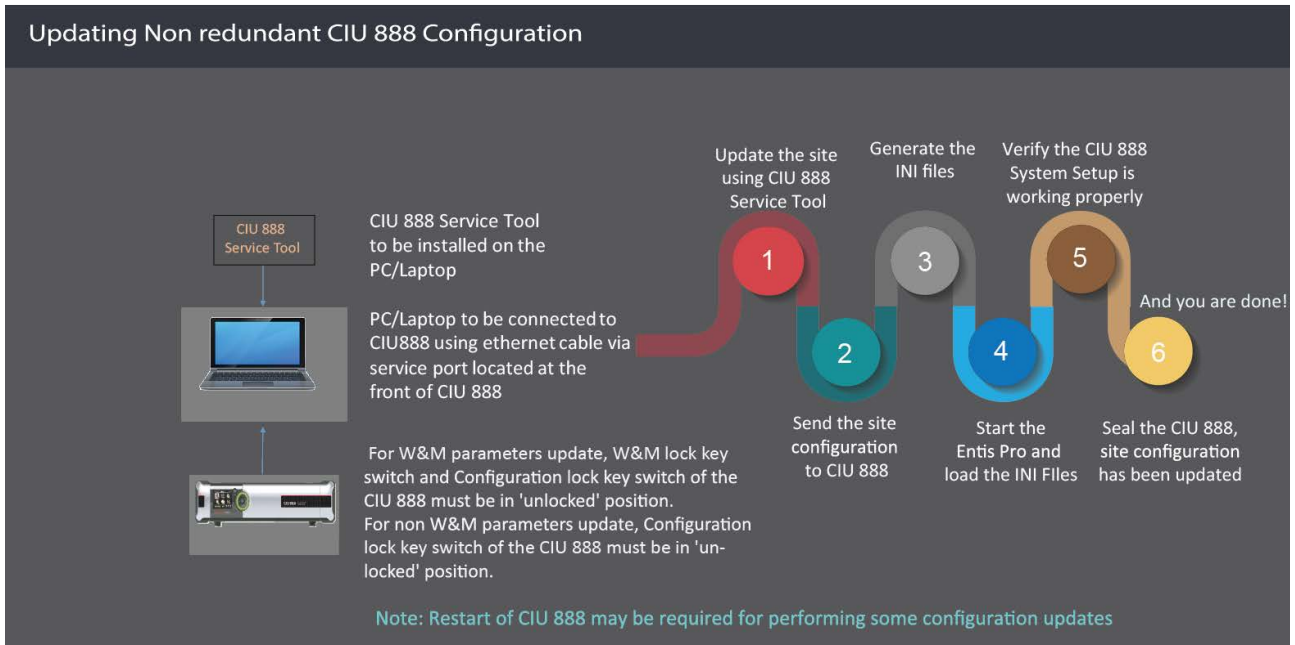 Updating Non redundant CIU 888 Configuration
CIU 888
Service Tool
CIU 888 Service Tool
to be installed on the
PC/Laptop
PC/Laptop to be connected to
CIU888 using ethernet cable via
service port located at the
front of CIU 888
For W&M parameters update, W&M lock key
switch and Configuration lock key switch of the
CIU 888 must be in 'unlocked' position.
For non W&M parameters update, Configuration
lock key switch of the CIU 888 must be in 'un-
locked' position.
Update the site
using CIU 888
Service Tool
1
2
Send the site
configuration
to CIU 888
Generate the
INI files
3
4
Start the
Entis Pro and
load the INI FIles
Verify the CIU 888
System Setup is
working properly
5
And you are done!
6
Seal the CIU 888,
site configuration
has been updated
Note: Restart of CIU 888 may be required for performing some configuration updates